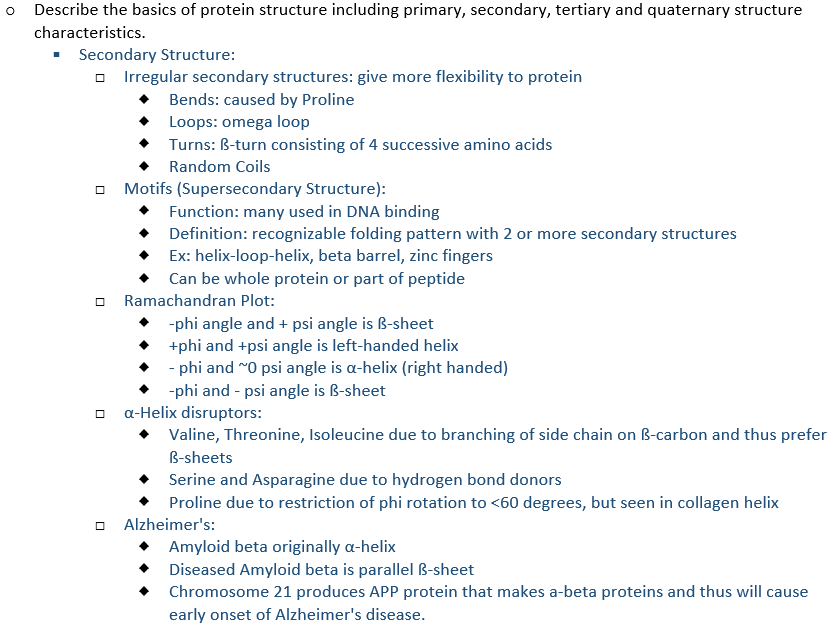 Describe the basics of protein structure including primary, secondary, tertiary and quaternary structure
characteristics.
Secondary Structure:
Irregular secondary structures: give more flexibility to protein
Bends: caused by Proline
Loops: omega loop
Turns: ß-turn consisting of 4 successive amino acids
Random Coils
Motifs (Supersecondary Structure):
Function: many used in DNA binding
Definition: recognizable folding pattern with 2 or more secondary structures
Ex: helix-loop-helix, beta barrel, zinc fingers
Can be whole protein or part of peptide
Ramachandran Plot:
-phi angle and + psi angle is ß-sheet
+phi and +psi angle is left-handed helix
- phi and ~0 psi angle is α-helix (right handed)
-phi and - psi angle is ß-sheet
α-Helix disruptors:
Valine, Threonine, Isoleucine due to branching of side chain on ß-carbon and thus prefer
ß-sheets
Serine and Asparagine due to hydrogen bond donors
Proline due to restriction of phi rotation to <60 degrees, but seen in collagen helix
Alzheimer's:
Amyloid beta originally α-helix
Diseased Amyloid beta is parallel ß-sheet
Chromosome 21 produces APP protein that makes a-beta proteins and thus will cause
early onset of Alzheimer's disease.